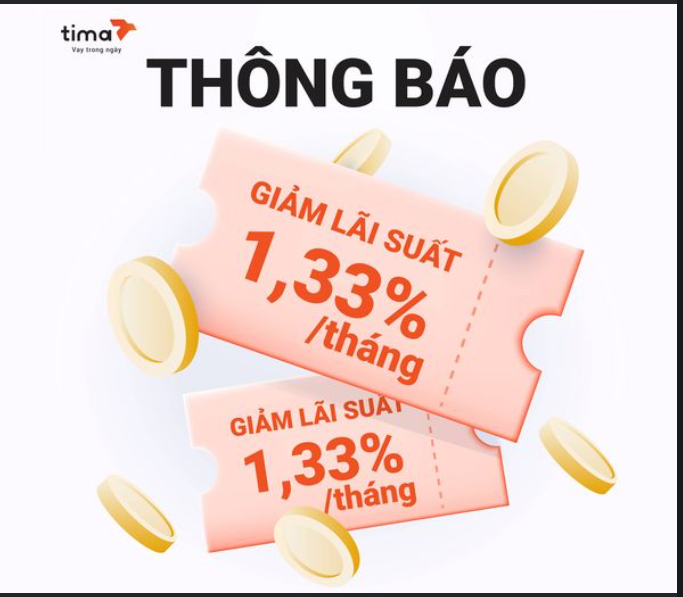 tima
Vay trong ngày
THÔNG BÁO
GIẢM LÃI SUẤT
1,33%
/tháng
GIẢM LÃI SUẤT
1,33%
/tháng